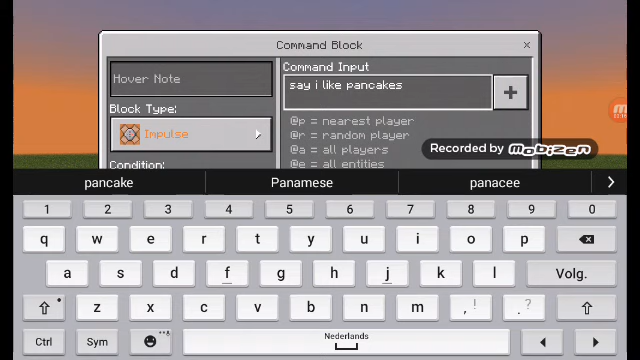 Command Block
×
Hover Note
Command Input
say i like pancakes
+
Block Type:
Impulse
@p = nearest player
@r = random player
@a = all players
@e = all entities
Condition:
Recorded by mobizen
pancake Panamese panacee
1 2 3 4 5 6 7 8 9 0
q w e r t y u i o p
a s d f g h j k l Volg.
z x c v b n m ,! .?
Ctrl Sym Nederlands